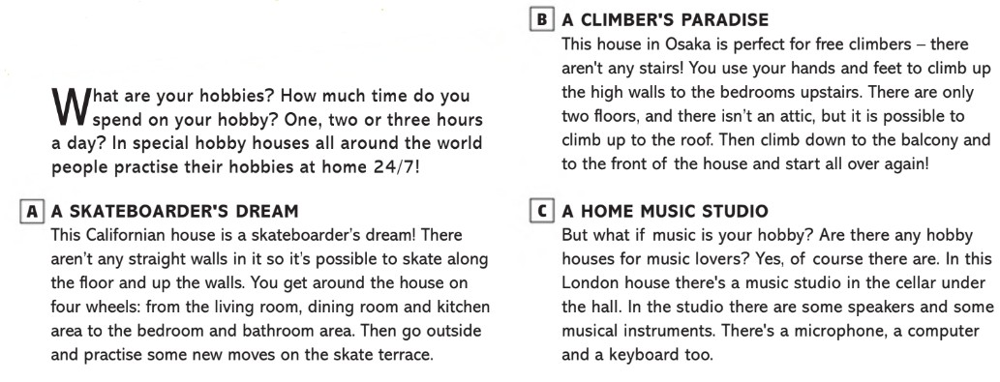 What are your hobbies? How much time do you
spend on your hobby? One, two or three hours
a day? In special hobby houses all around the world
people practise their hobbies at home 24/7!
A A SKATEBOARDER'S DREAM
This Californian house is a skateboarder's dream! There
aren't any straight walls in it so it's possible to skate along
the floor and up the walls. You get around the house on
four wheels: from the living room, dining room and kitchen
area to the bedroom and bathroom area. Then go outside
and practise some new moves on the skate terrace.
B A CLIMBER'S PARADISE
This house in Osaka is perfect for free climbers – there
aren't any stairs! You use your hands and feet to climb up
the high walls to the bedrooms upstairs. There are only
two floors, and there isn't an attic, but it is possible to
climb up to the roof. Then climb down to the balcony and
to the front of the house and start all over again!
C A HOME MUSIC STUDIO
But what if music is your hobby? Are there any hobby
houses for music lovers? Yes, of course there are. In this
London house there's a music studio in the cellar under
the hall. In the studio there are some speakers and some
musical instruments. There's a microphone, a computer
and a keyboard too.